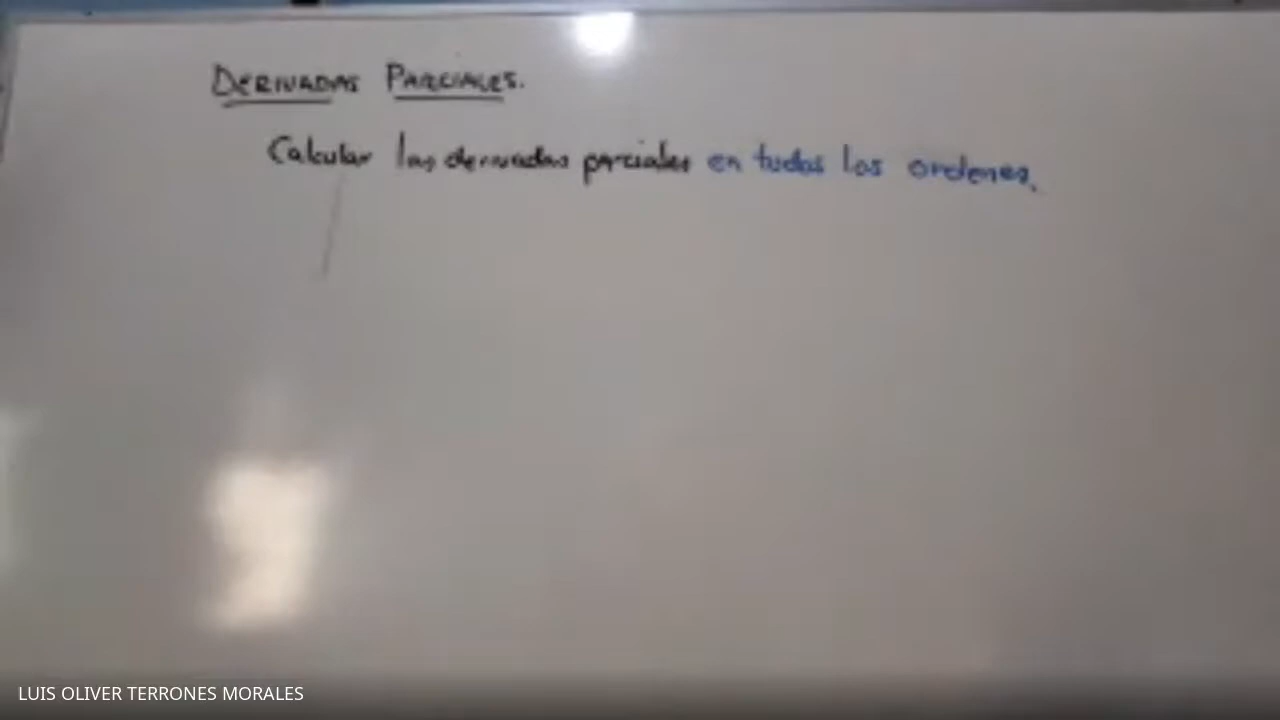 DERIVADAS PARCIALES.
Calcular las derivadas parciales en todos los ordenes.
LUIS OLIVER TERRONES MORALES